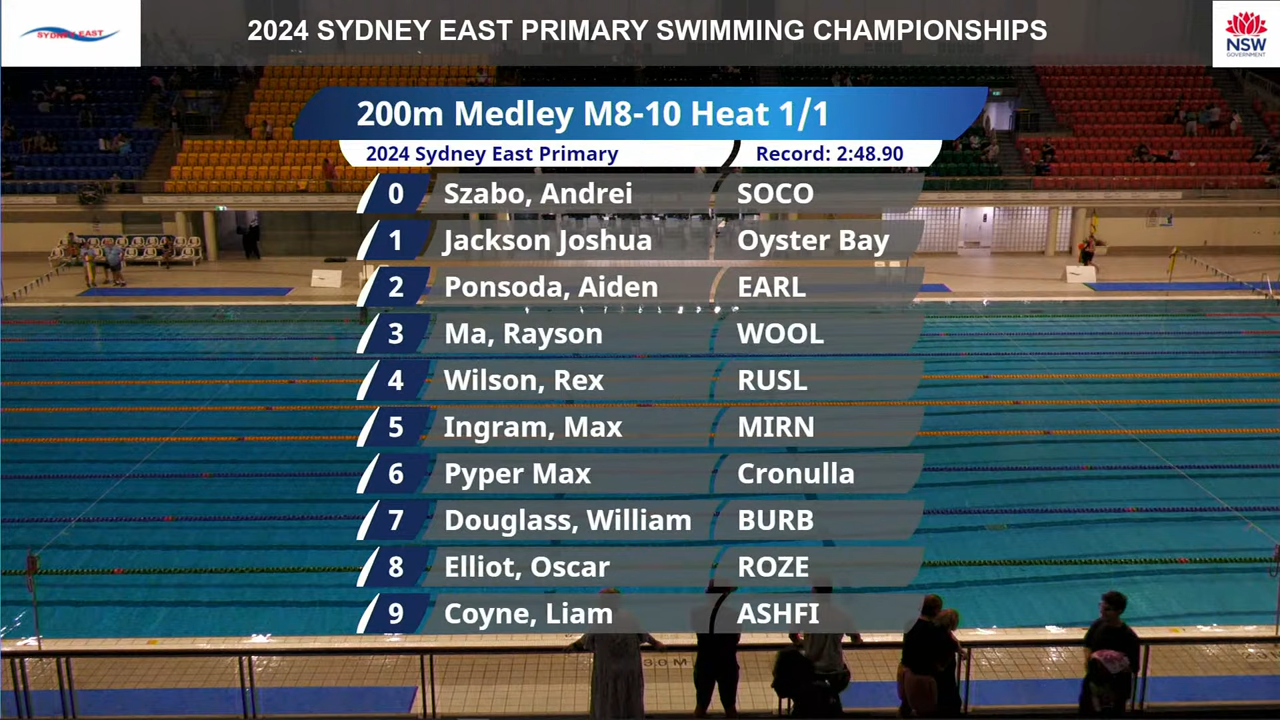 SYDNEY EAST
2024 SYDNEY EAST PRIMARY SWIMMING CHAMPIONSHIPS
NSW
GOVERNMENT
200m Medley M8-10 Heat 1/1
2024 Sydney East Primary Record: 2:48.90
0 Szabo, Andrei SOCO
1 Jackson Joshua Oyster Bay
2 Ponsoda, Aiden EARL
3 Ma, Rayson WOOL
4 Wilson, Rex RUSL
5 Ingram, Max MIRN
6 Pyper Max Cronulla
7 Douglass, William BURB
8 Elliot, Oscar ROZE
9 Coyne, Liam ASHFI